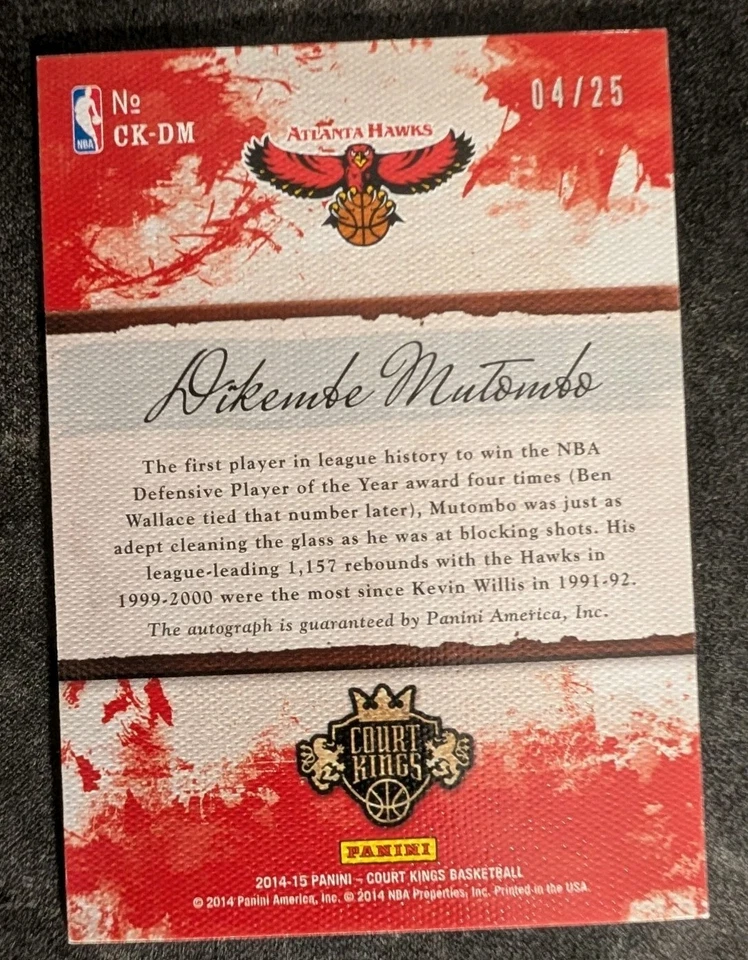 04/25
NBA
№
CK-DM
ATLANTA HAWKS
Dikembe Mutombo
The first player in league history to win the NBA
Defensive Player of the Year award four times (Ben
Wallace tied that number later), Mutombo was just as
adept cleaning the glass as he was at blocking shots. His
league-leading 1,157 rebounds with the Hawks in
1999-2000 were the most since Kevin Willis in 1991-92.
The autograph is guaranteed by Panini America, Inc.
COURT
KINGS
PANINI
2014-15 PANINI – COURT KINGS BASKETBALL
© 2014 Panini America, Inc. © 2014 NBA Properties, Inc. Printed in the USA.